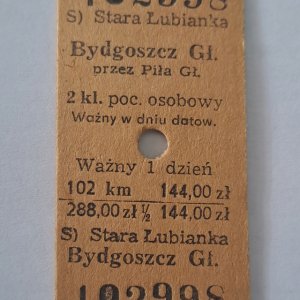 102998
S) Stara Łubianka
Bydgoszcz Gł.
przez Piła Gł.
2 kl. poc. osobowy
Ważny w dniu datow.
Ważny 1 dzień
102 km 144,00 zł
288,00 zł ½ 144,00 zł
S) Stara Łubianka
Bydgoszcz Gł.
102998